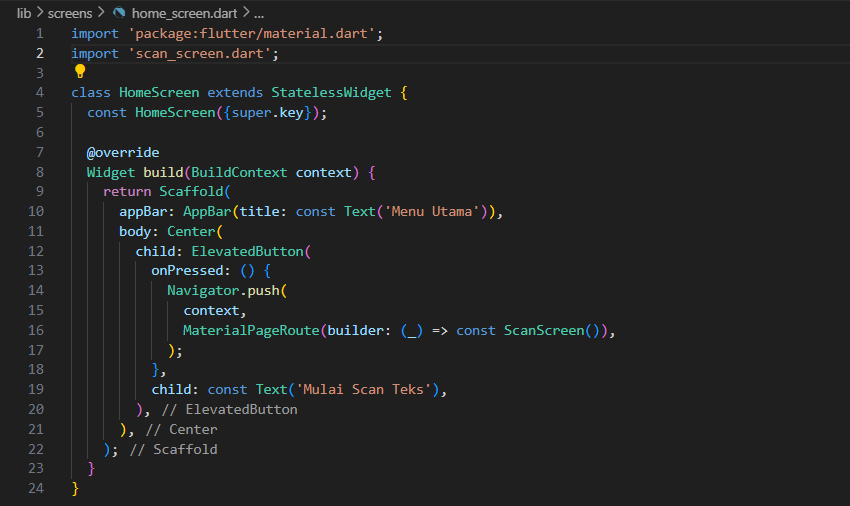 lib > screens > home_screen.dart > ...
1 import 'package:flutter/material.dart';
2 import 'scan_screen.dart';
3
4 class HomeScreen extends StatelessWidget {
5   const HomeScreen({super.key});
6
7   @override
8   Widget build(BuildContext context) {
9     return Scaffold(
10       appBar: AppBar(title: const Text('Menu Utama')),
11       body: Center(
12         child: ElevatedButton(
13           onPressed: () {
14             Navigator.push(
15               context,
16               MaterialPageRoute(builder: (_) => const ScanScreen()),
17             );
18           },
19           child: const Text('Mulai Scan Teks'),
20         ), // ElevatedButton
21       ), // Center
22     ); // Scaffold
23   }
24 }